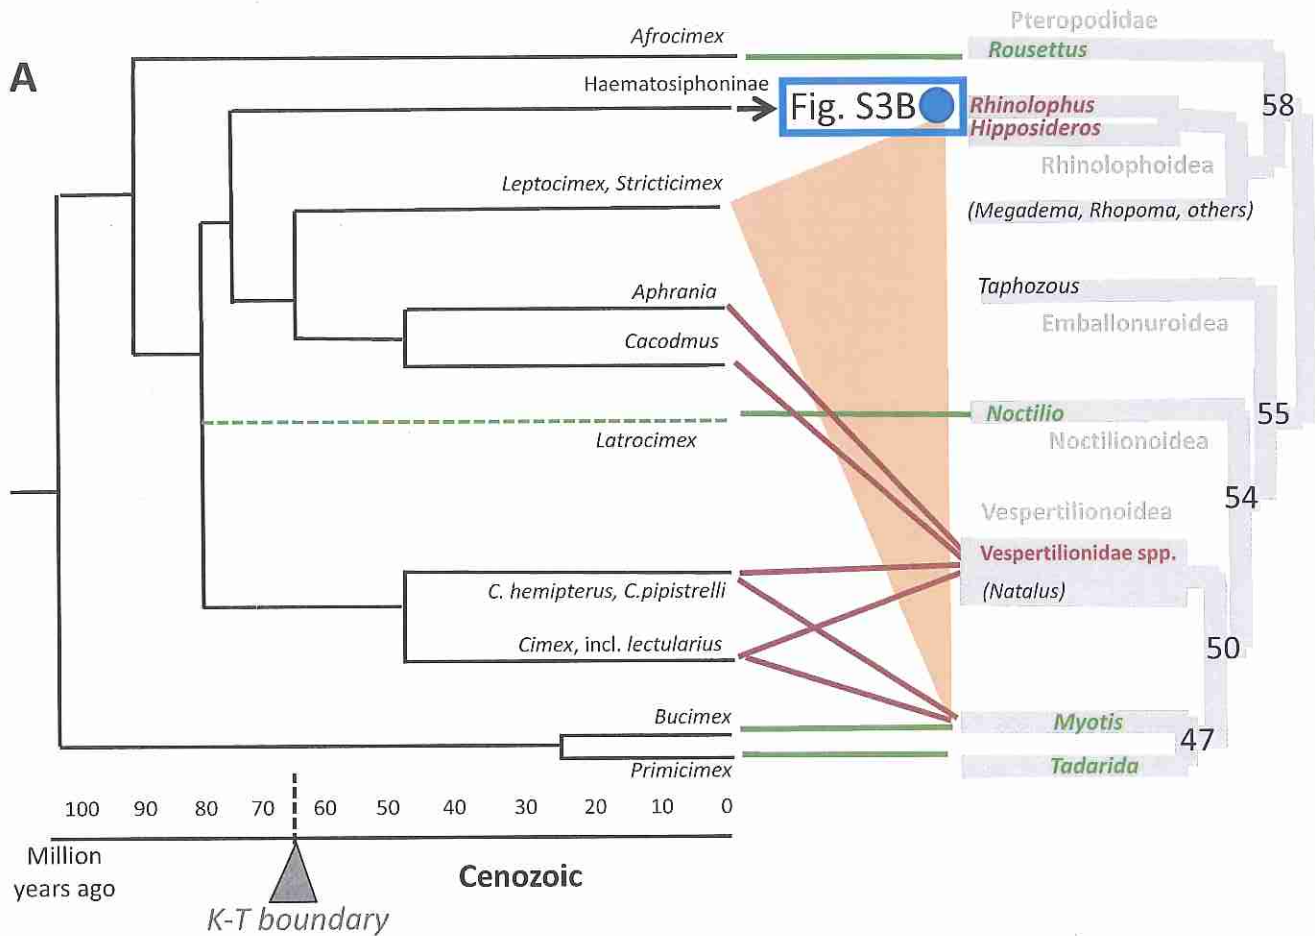 A
Afrocimex
Haematosiphoninae
Leptocimex, Stricticimex
Aphrania
Cacodmus
Latrocimex
C. hemipterus, C.pipistrelli
Cimex, incl. lectularius
Bucimex
Primicimex
Fig. S3B
Pteropodidae
Rousettus
Rhinolophus
Hipposideros
Rhinolophoidea
(Megadema, Rhopoma, others)
Taphozous
Emballonuroidea
Noctilio
Noctilionoidea
Vespertilionoidea
Vespertilionidae spp.
(Natalus)
Myotis
Tadarida
58
55
54
50
47
100 90 80 70 60 50 40 30 20 10 0
Million
years ago
Cenozoic
K-T boundary